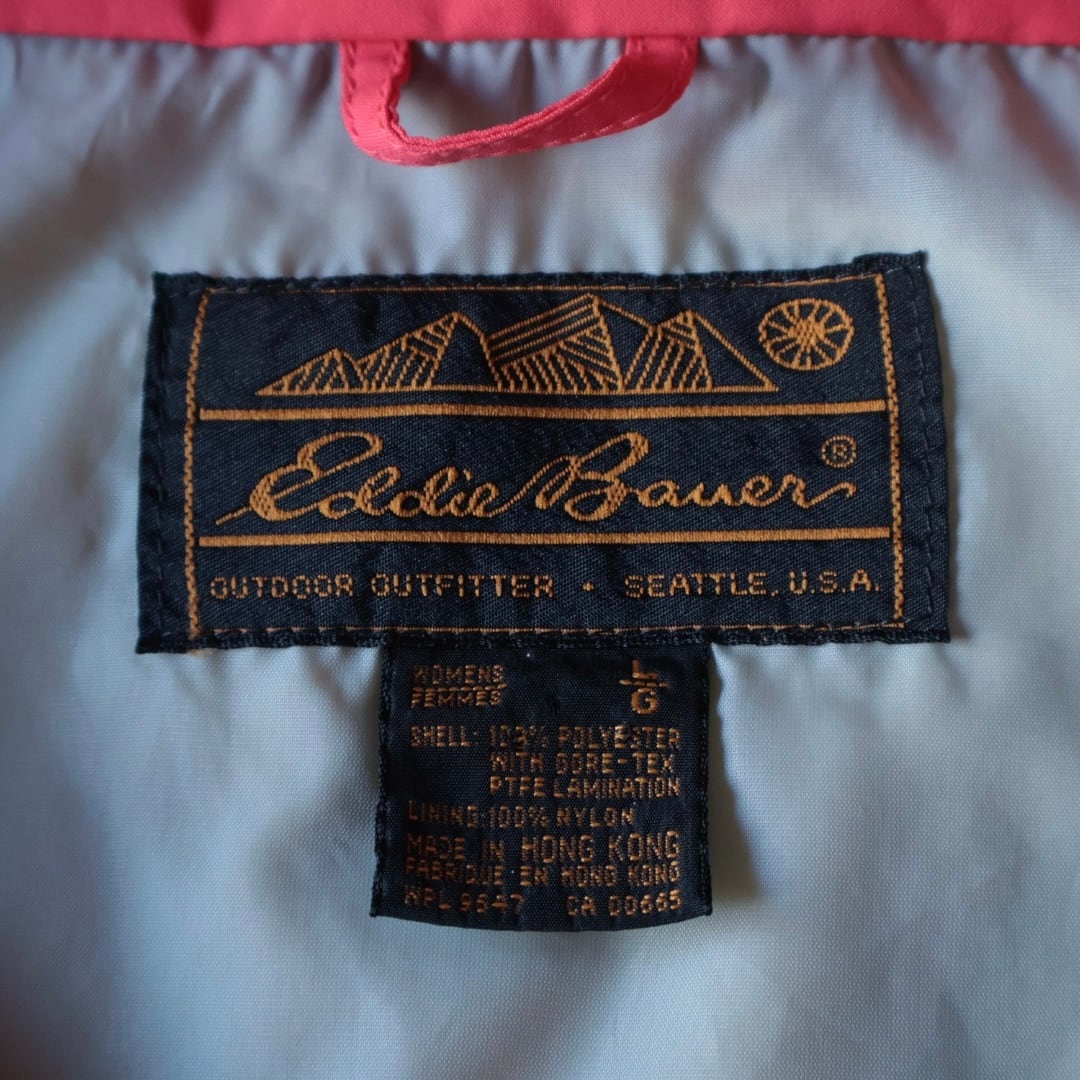 Eddie Bauer ®
OUTDOOR OUTFITTER • SEATTLE, U.S.A.
WOMENS L
FEMMES G
SHELL: 100% POLYESTER
WITH GORE-TEX
PTFE LAMINATION
LINING: 100% NYLON
MADE IN HONG KONG
FABRIQUE EN HONG KONG
WPL 9647 CA 00665